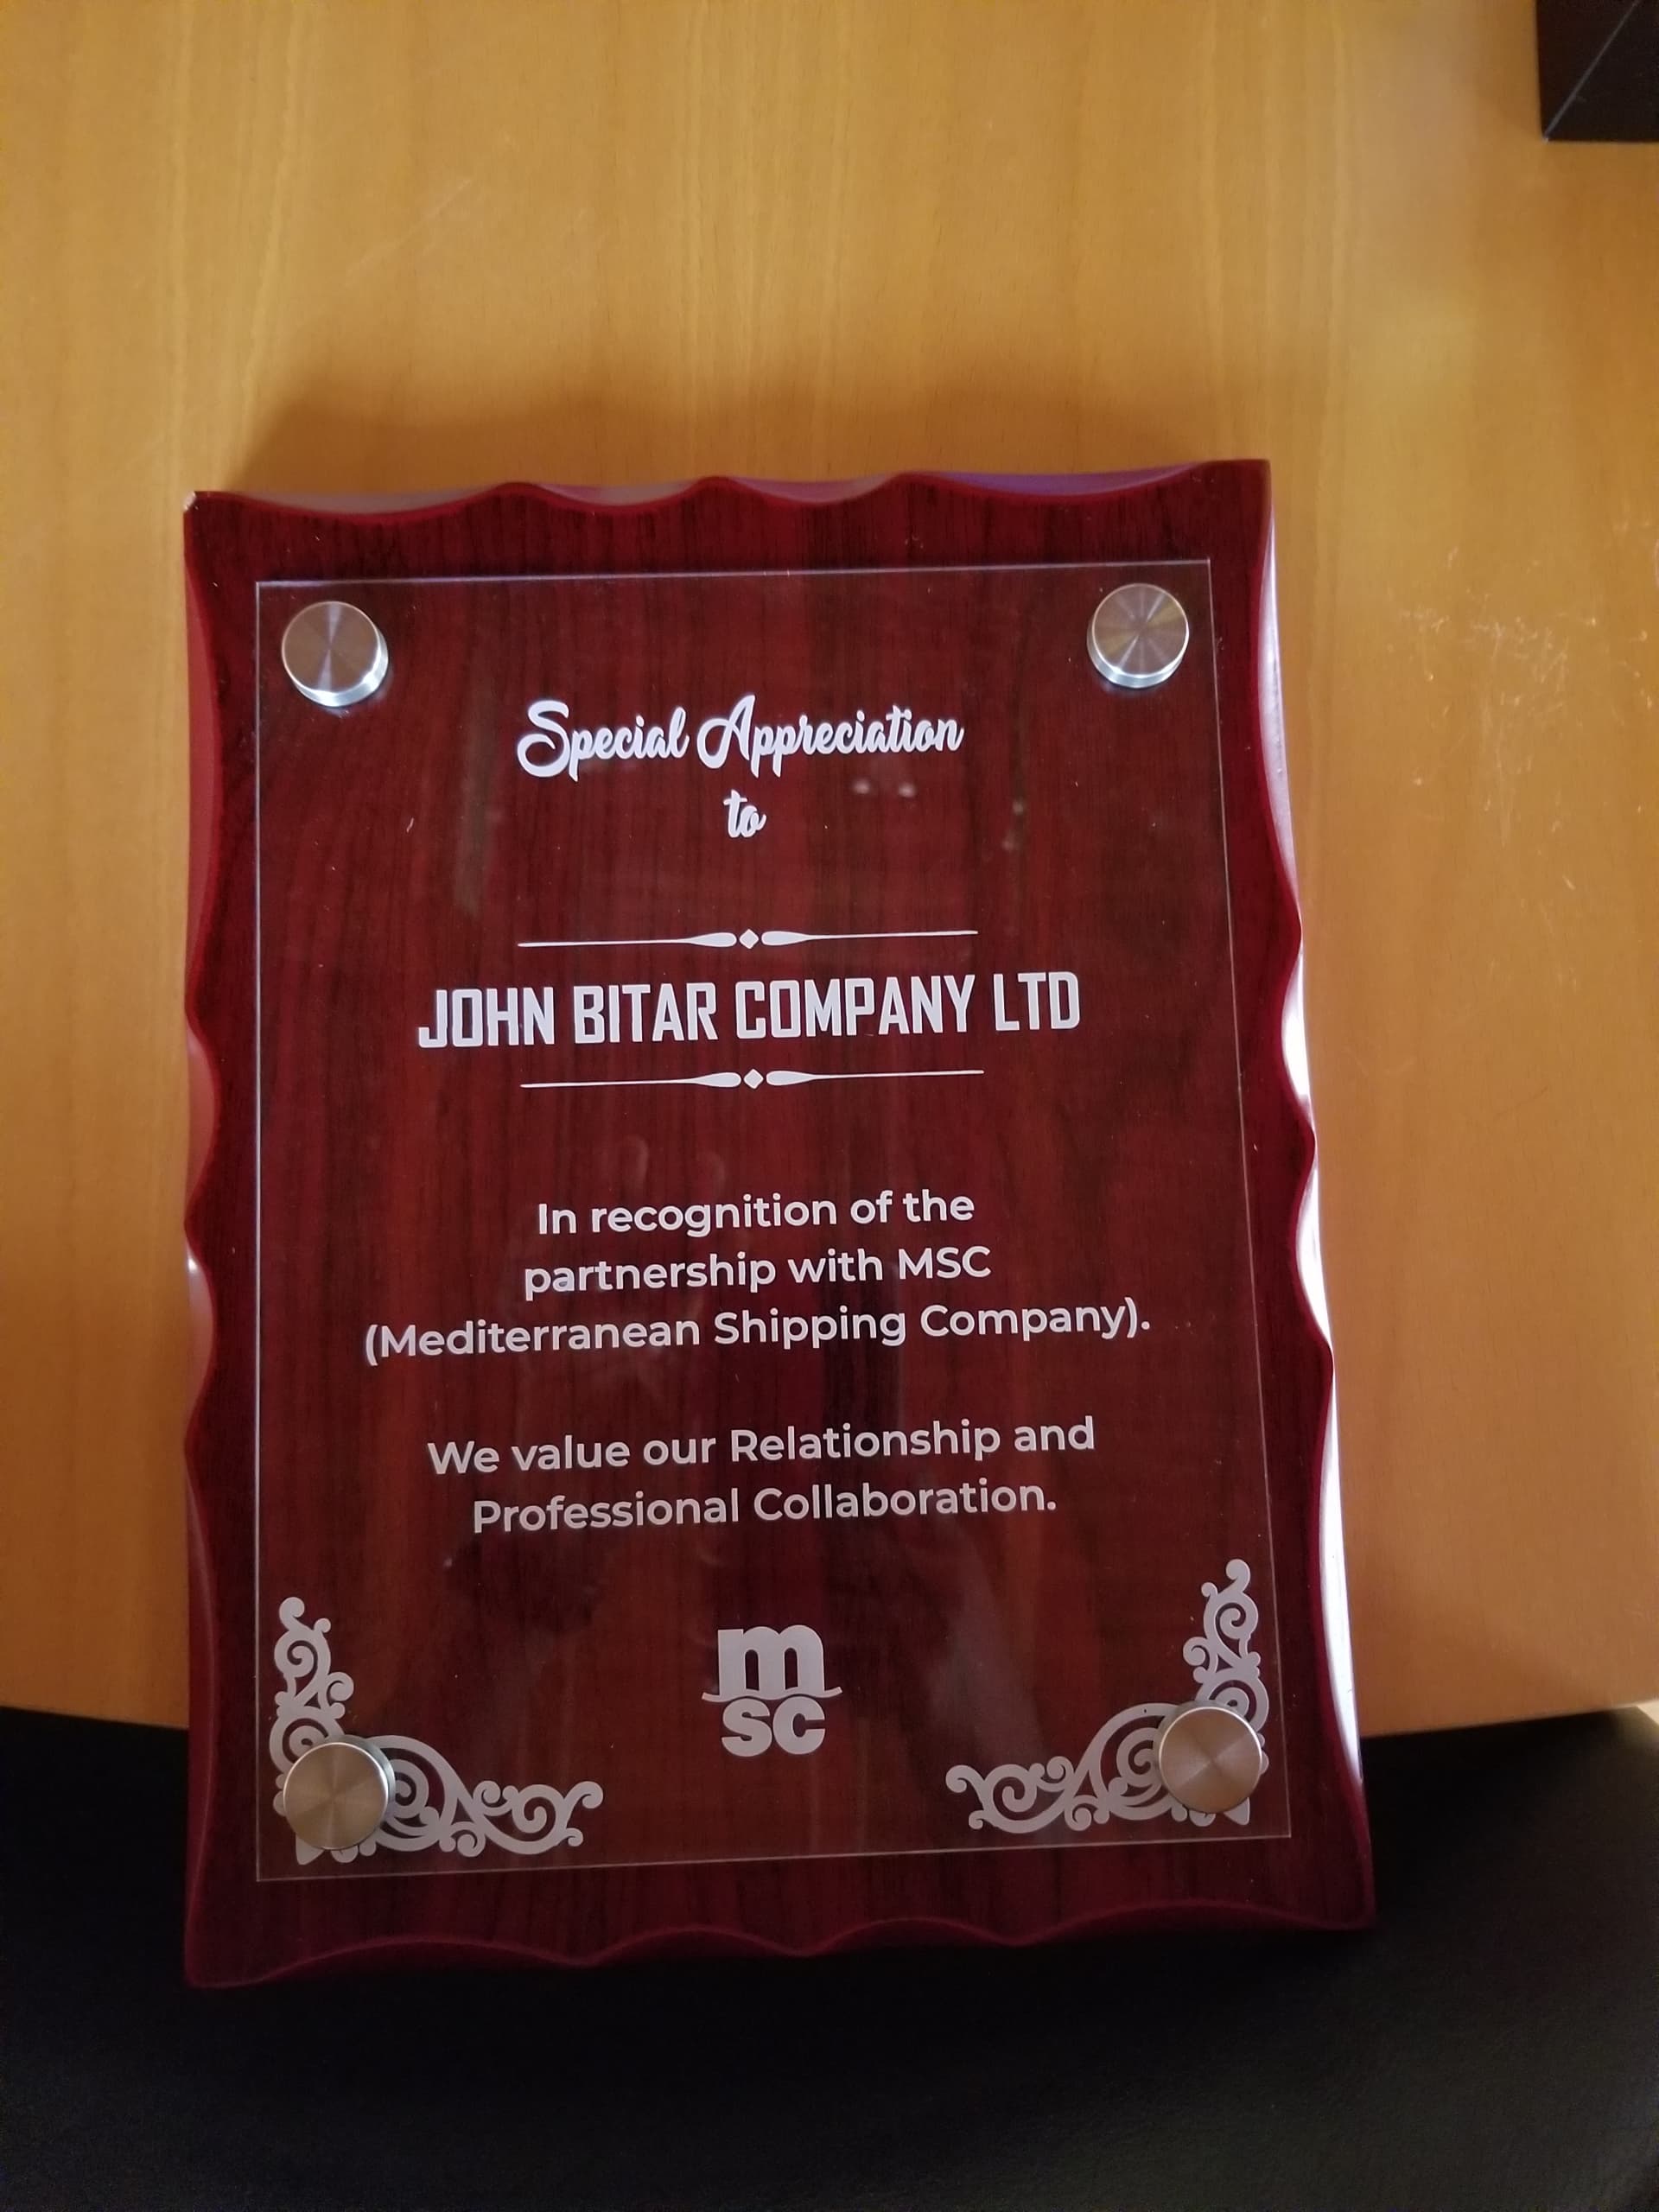 Special Appreciation
to
JOHN BITAR COMPANY LTD
In recognition of the
partnership with MSC
(Mediterranean Shipping Company).
We value our Relationship and
Professional Collaboration.
m
sc